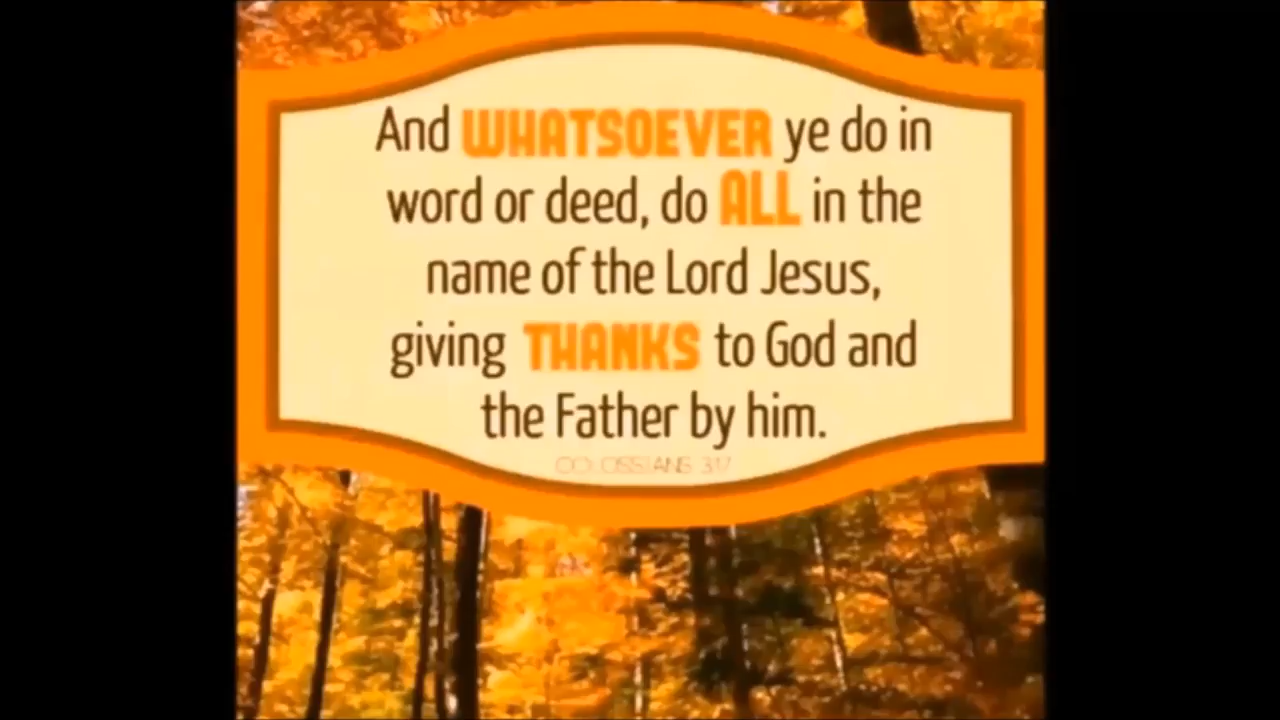 And WHATSOEVER ye do in
word or deed, do ALL in the
name of the Lord Jesus,
giving THANKS to God and
the Father by him.
COLOSSIANS 3:17